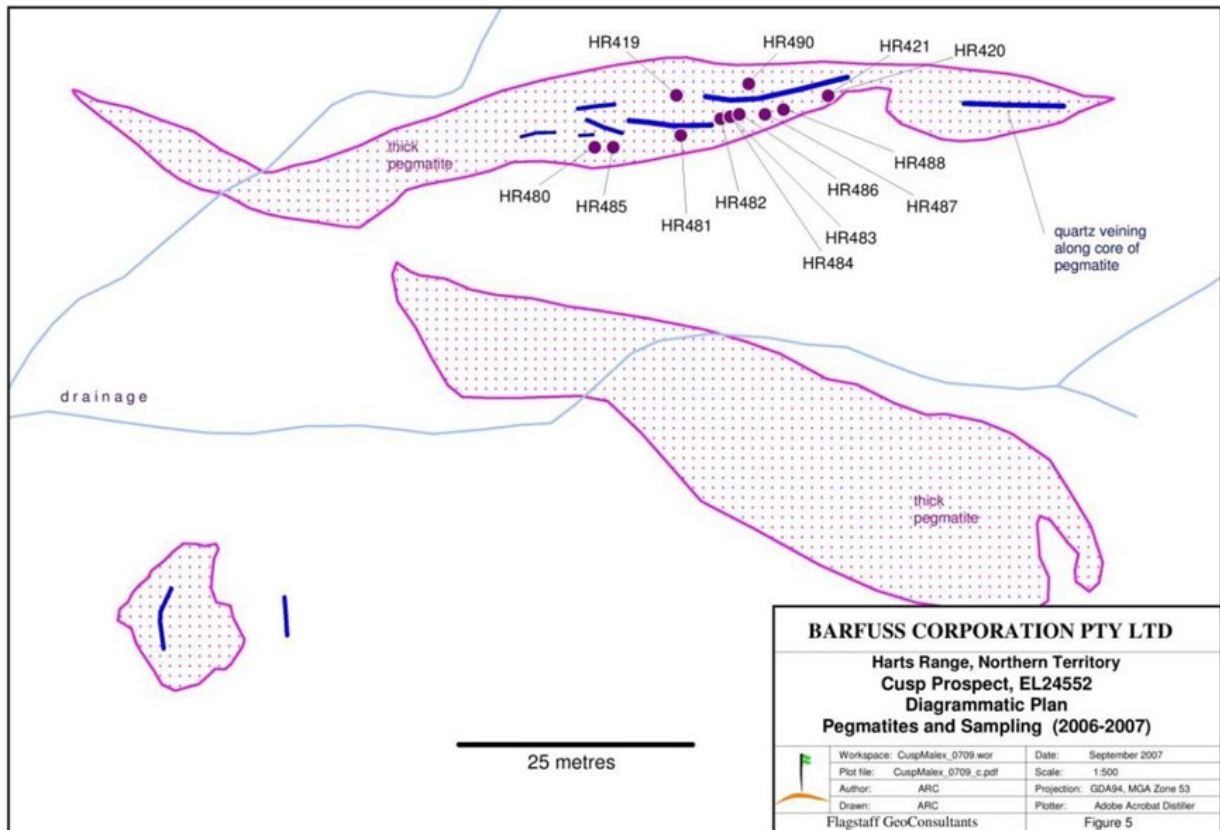 HR419
HR490
HR421
HR420
thick
pegmatite
HR488
HR480
HR485
HR482
HR486
HR487
HR481
HR483
HR484
quartz veining
along core of
pegmatite
drainage
thick
pegmatite
25 metres
BARFUSS CORPORATION PTY LTD
Harts Range, Northern Territory
Cusp Prospect, EL24552
Diagrammatic Plan
Pegmatites and Sampling (2006-2007)
Workspace: CuspMalex_0709.wor Date: September 2007
Plot file: CuspMalex_0709_c.pdf Scale: 1:500
Author: ARC Projection: GDA94, MGA Zone 53
Drawn: ARC Plotter: Adobe Acrobat Distiller
Flagstaff GeoConsultants Figure 5